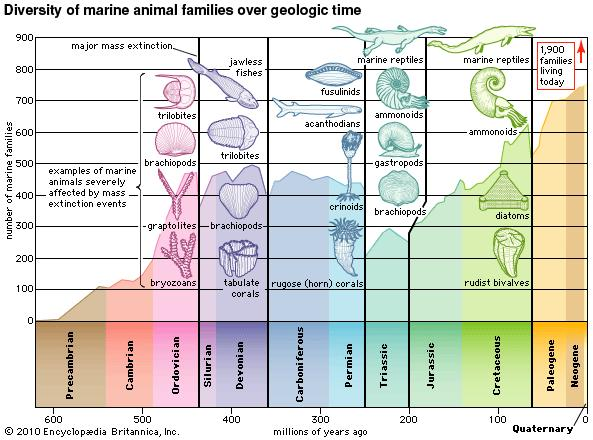 Diversity of marine animal families over geologic time
900
800
700
600
500
400
300
200
100
0
number of marine families
major mass extinction
examples of marine
animals severely
affected by mass
extinction events
trilobites
brachiopods
graptolites
bryozoans
jawless
fishes
trilobites
brachiopods
tabulate
corals
fusulinids
acanthodians
crinoids
rugose (horn) corals
marine reptiles
ammonoids
gastropods
brachiopods
marine reptiles
ammonoids
diatoms
rudist bivalves
1,900
families
living
today
Precambrian
Cambrian
Ordovician
Silurian
Devonian
Carboniferous
Permian
Triassic
Jurassic
Cretaceous
Paleogene
Neogene
600
500
400
300
200
100
0
millions of years ago
Quaternary
© 2010 Encyclopædia Britannica, Inc.